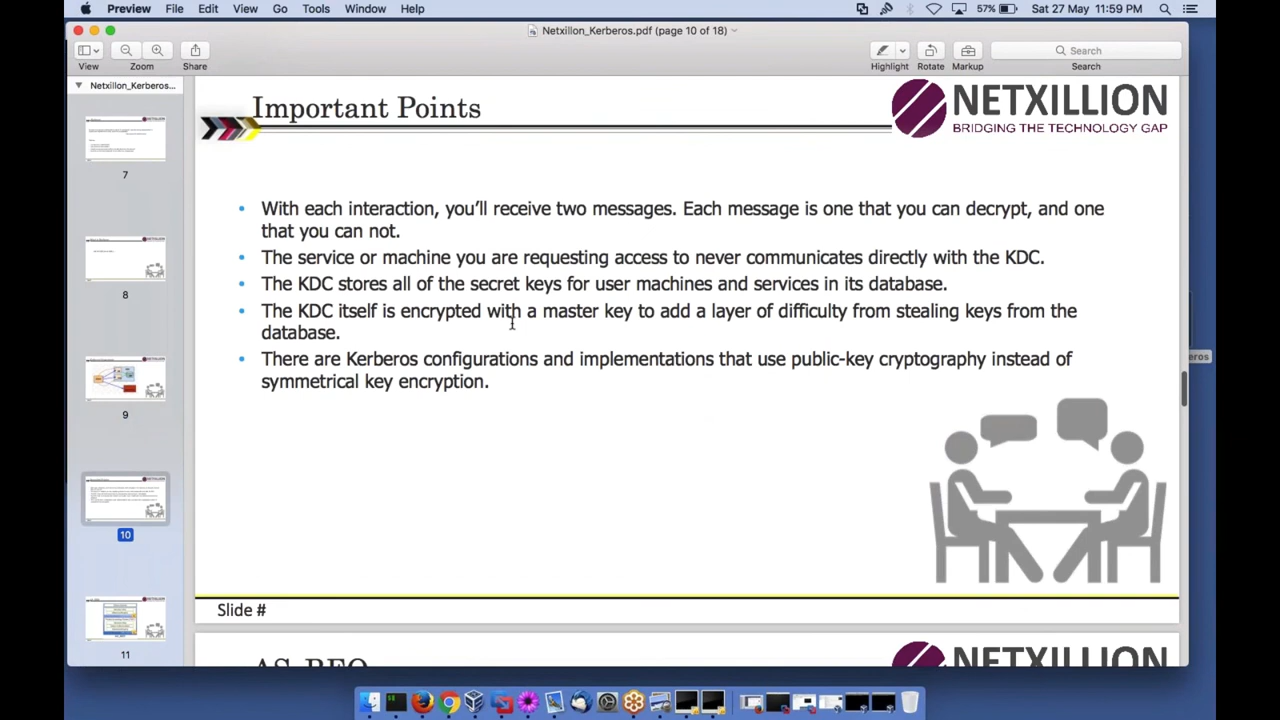 Preview File Edit View Go Tools Window Help 57% Sat 27 May 11:59 PM
Netxillon_Kerberos.pdf (page 10 of 18)
View Zoom Share Highlight Rotate Markup Search
Search
Netxillon_Kerberos...
7
8
9
10
11
Important Points
NETXILLION
BRIDGING THE TECHNOLOGY GAP
• With each interaction, you'll receive two messages. Each message is one that you can decrypt, and one
that you can not.
• The service or machine you are requesting access to never communicates directly with the KDC.
• The KDC stores all of the secret keys for user machines and services in its database.
• The KDC itself is encrypted with a master key to add a layer of difficulty from stealing keys from the
database.
• There are Kerberos configurations and implementations that use public-key cryptography instead of
symmetrical key encryption.
Slide #
AS_REQ
NETXILLION
eros